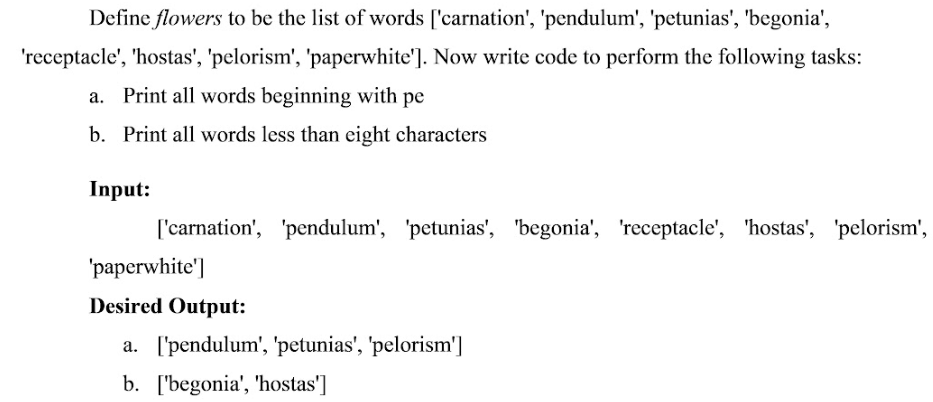 Define flowers to be the list of words ['carnation', 'pendulum', 'petunias', 'begonia',
'receptacle', 'hostas', 'pelorism', 'paperwhite']. Now write code to perform the following tasks:
a. Print all words beginning with pe
b. Print all words less than eight characters
Input:
['carnation', 'pendulum', 'petunias', 'begonia', 'receptacle', 'hostas', 'pelorism',
'paperwhite']
Desired Output:
a. ['pendulum', 'petunias', 'pelorism']
b. ['begonia', 'hostas']